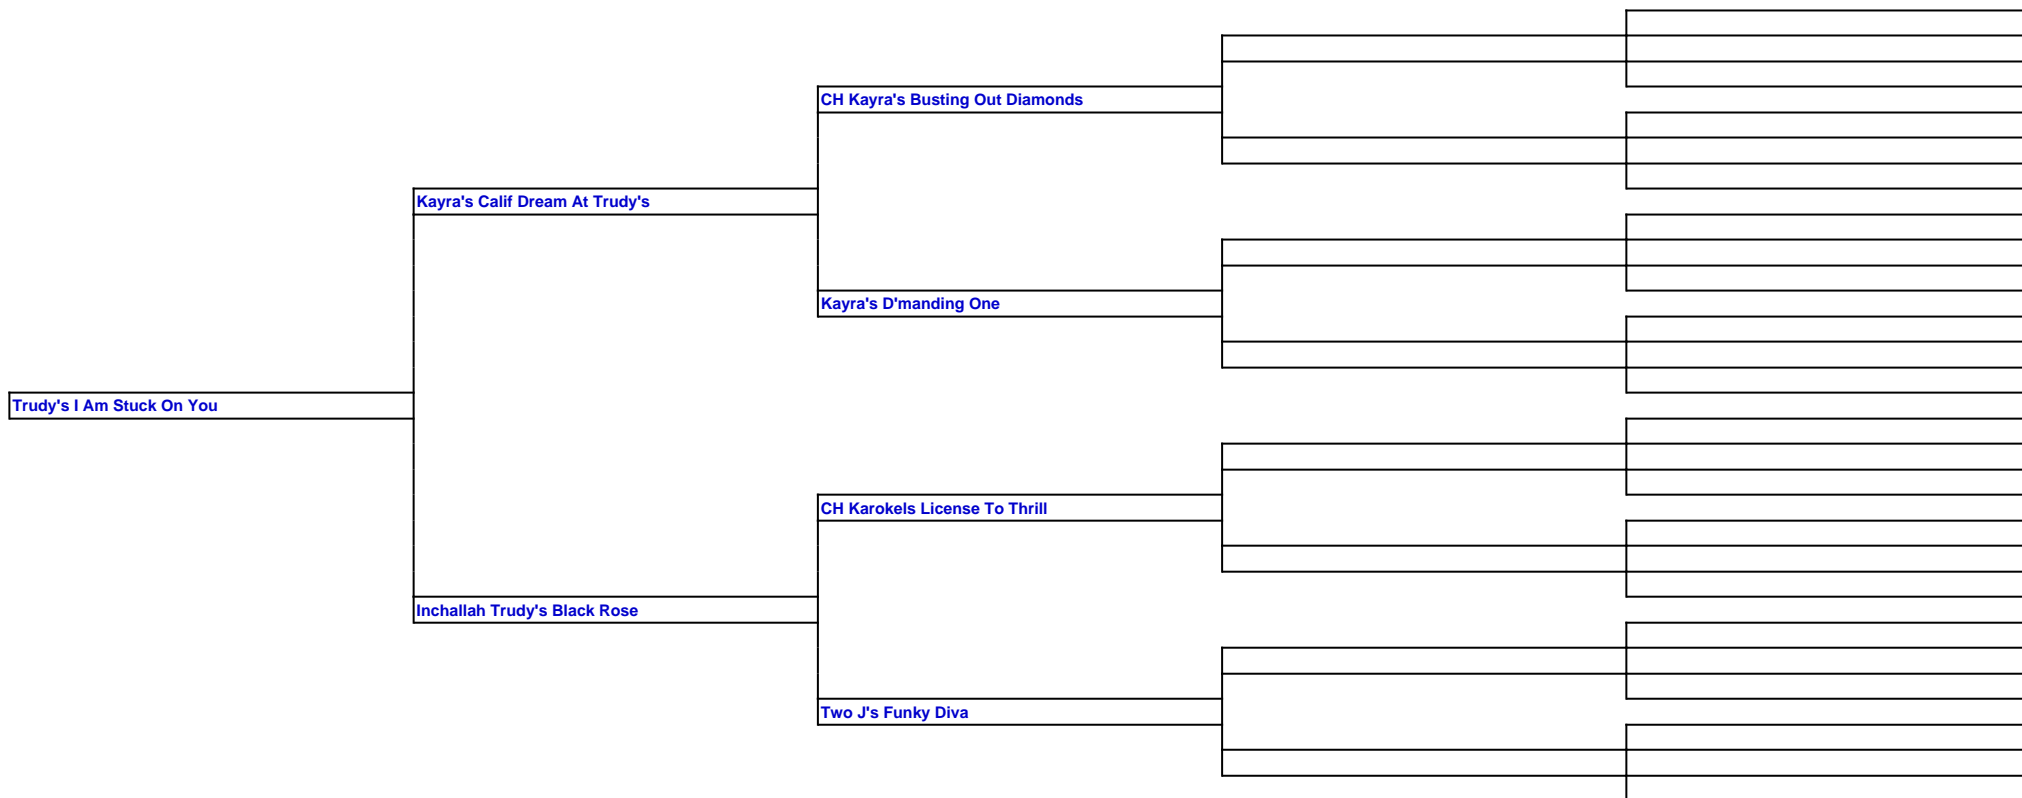 CH Kayra's Busting Out Diamonds
Kayra's Calif Dream At Trudy's
Kayra's D'manding One
Trudy's I Am Stuck On You
CH Karokels License To Thrill
Inchallah Trudy's Black Rose
Two J's Funky Diva